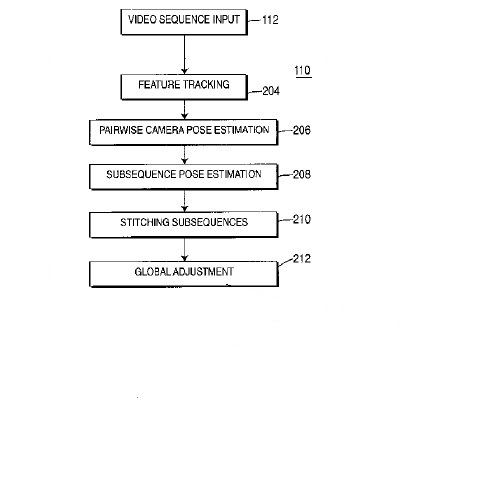 VIDEO SEQUENCE INPUT 112
110
FEATURE TRACKING 204
PAIRWISE CAMERA POSE ESTIMATION 206
SUBSEQUENCE POSE ESTIMATION 208
STITCHING SUBSEQUENCES 210
GLOBAL ADJUSTMENT 212